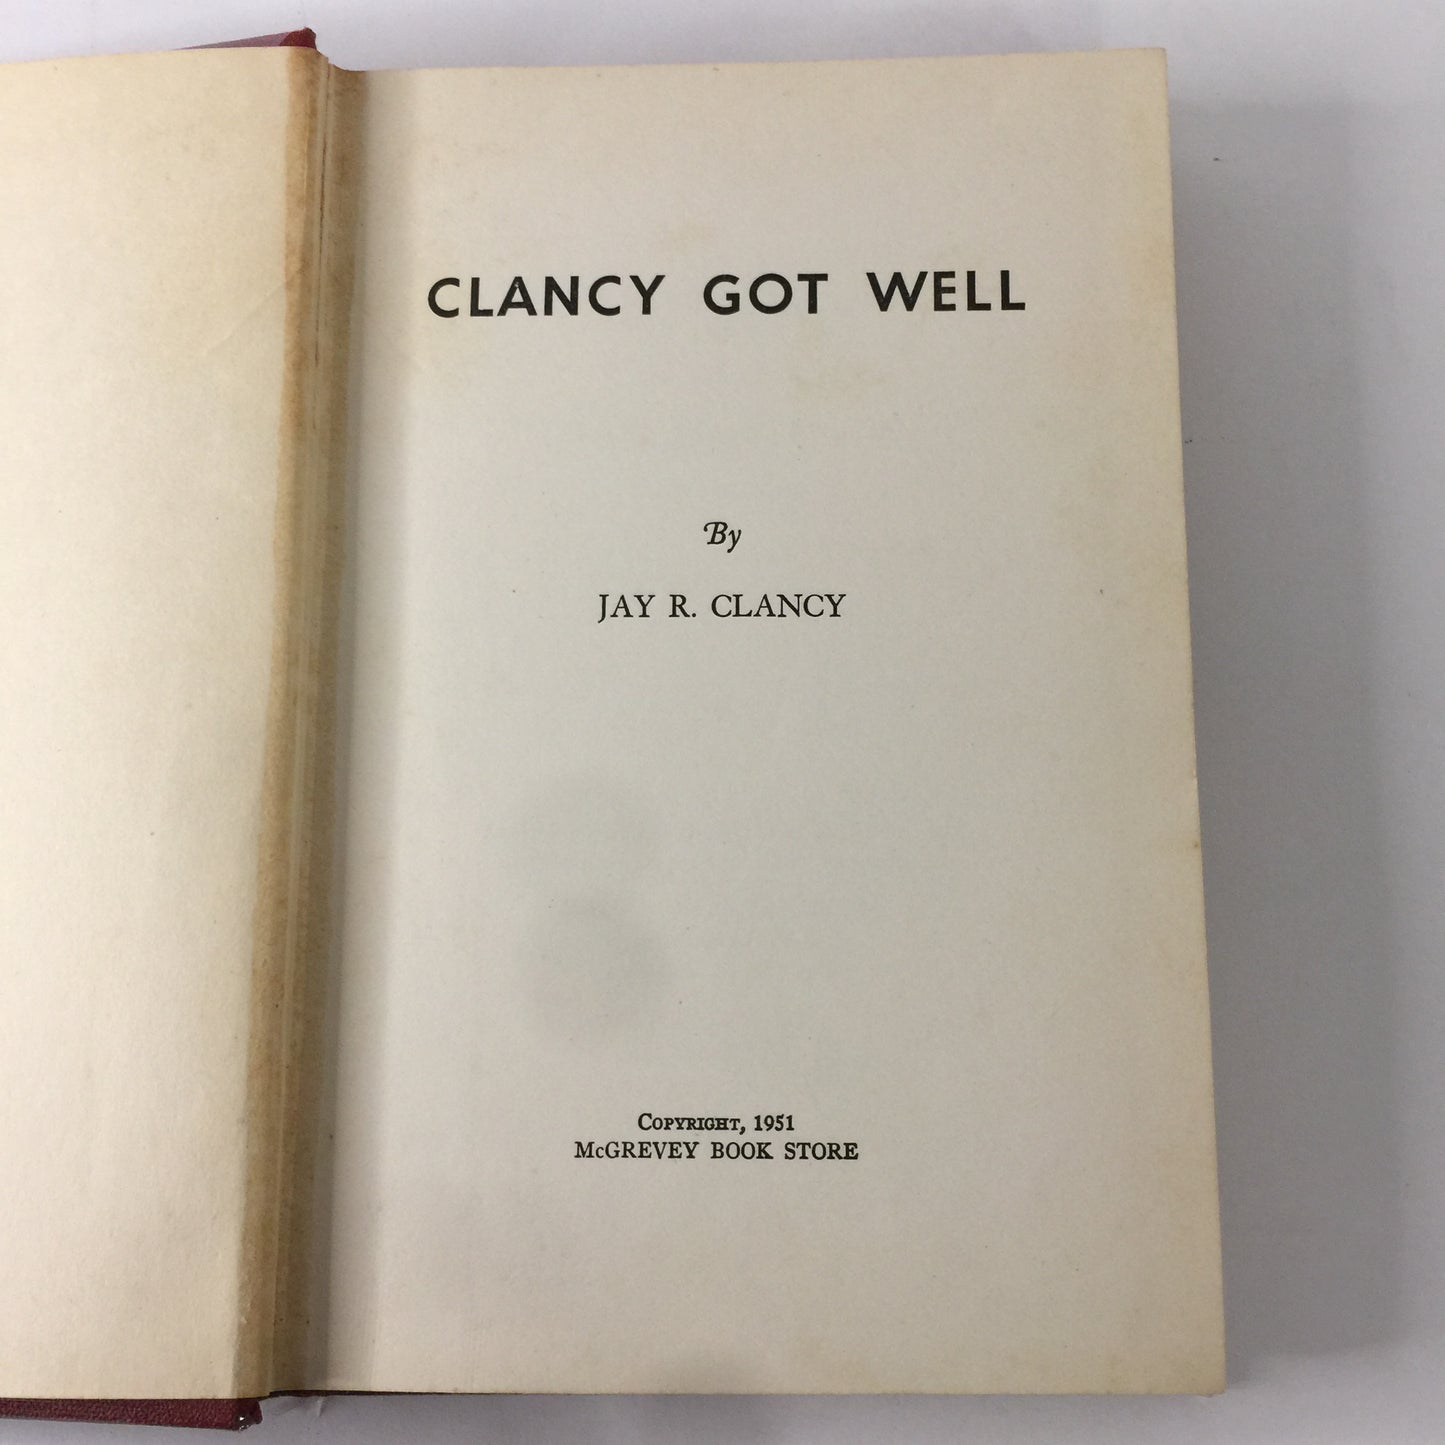 CLANCY GOT WELL
By
JAY R. CLANCY
COPYRIGHT, 1951
McGREVEY BOOK STORE